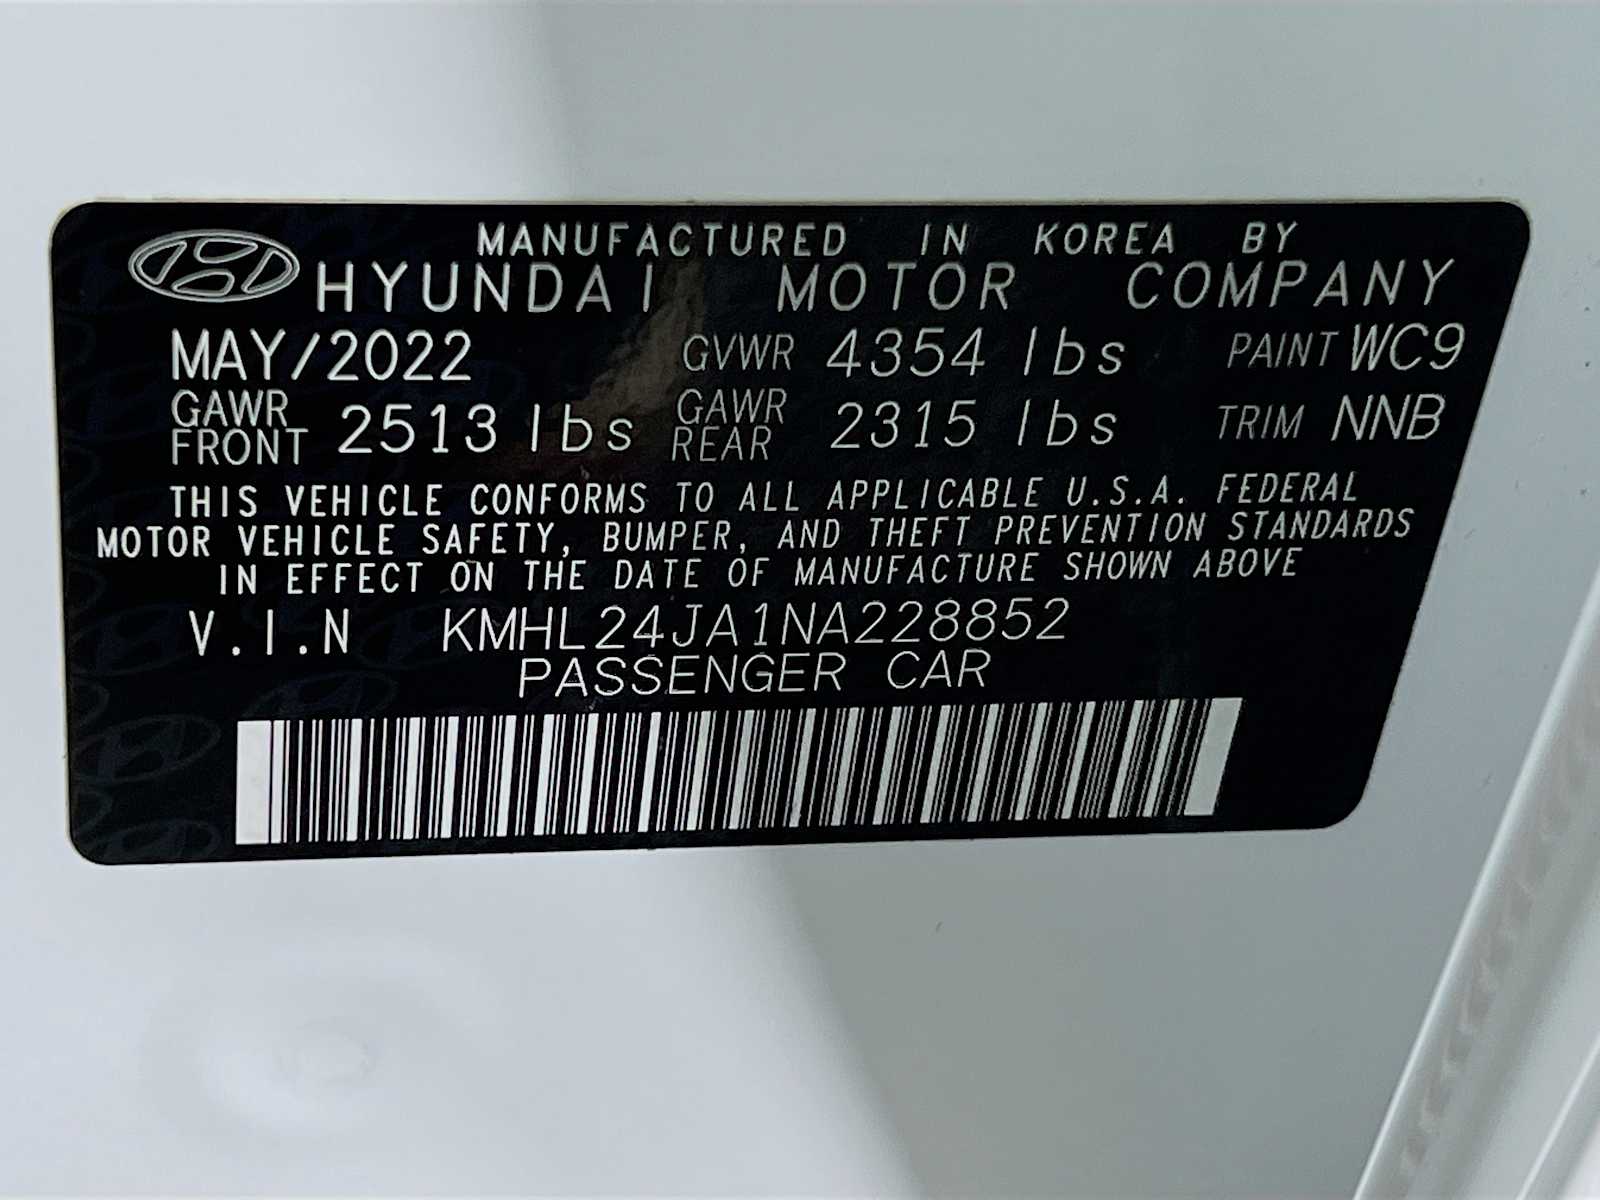 MANUFACTURED IN KOREA BY
HYUNDAI MOTOR COMPANY
MAY/2022 GVWR 4354 lbs PAINT WC9
GAWR FRONT 2513 lbs GAWR REAR 2315 lbs TRIM NNB
THIS VEHICLE CONFORMS TO ALL APPLICABLE U.S.A. FEDERAL
MOTOR VEHICLE SAFETY, BUMPER, AND THEFT PREVENTION STANDARDS
IN EFFECT ON THE DATE OF MANUFACTURE SHOWN ABOVE
V.I.N KMHL24JA1NA228852
PASSENGER CAR